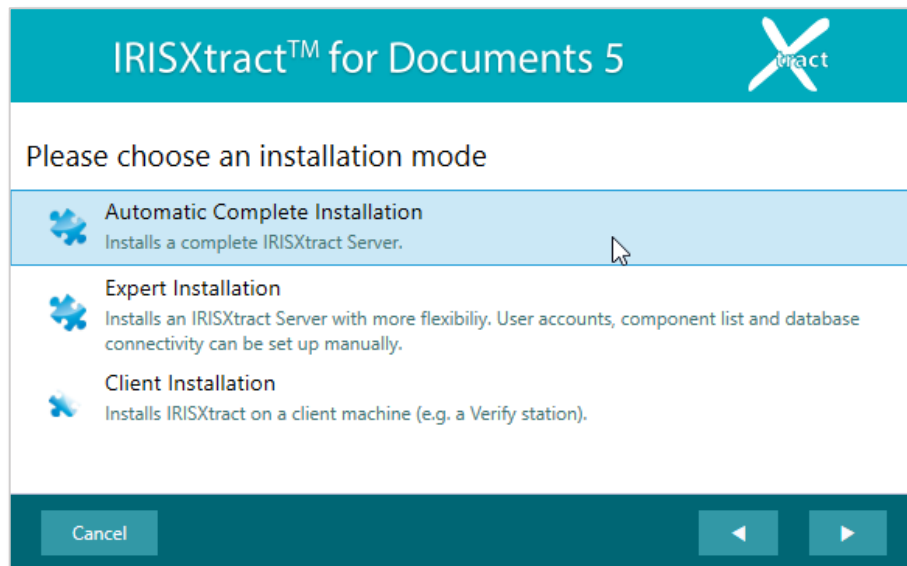 IRISXtract™ for Documents 5
tract
Please choose an installation mode
Automatic Complete Installation
Installs a complete IRISXtract Server.
Expert Installation
Installs an IRISXtract Server with more flexibiliy. User accounts, component list and database
connectivity can be set up manually.
Client Installation
Installs IRISXtract on a client machine (e.g. a Verify station).
Cancel